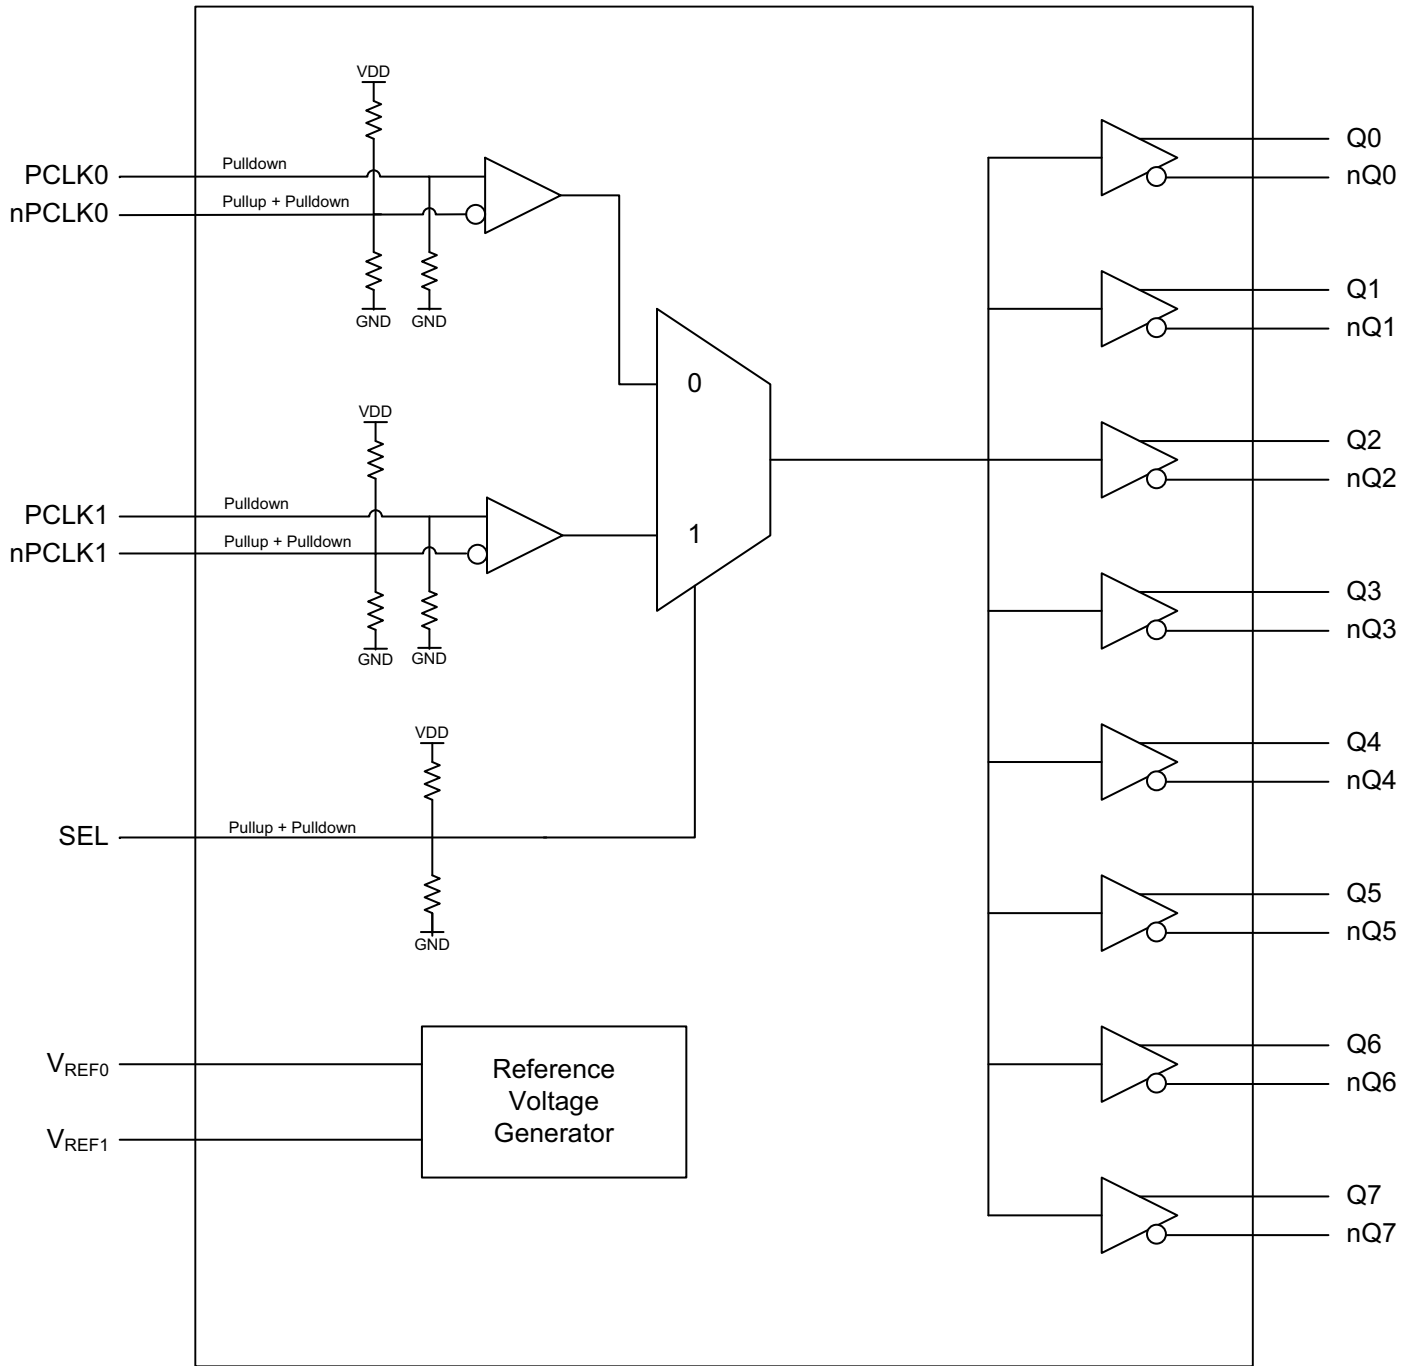 VDD
PCLK0
Pulldown
nPCLK0
Pullup + Pulldown
GND
GND
VDD
PCLK1
Pulldown
nPCLK1
Pullup + Pulldown
GND
GND
0
1
VDD
SEL
Pullup + Pulldown
GND
VREF0
VREF1
Reference
Voltage
Generator
Q0
nQ0
Q1
nQ1
Q2
nQ2
Q3
nQ3
Q4
nQ4
Q5
nQ5
Q6
nQ6
Q7
nQ7